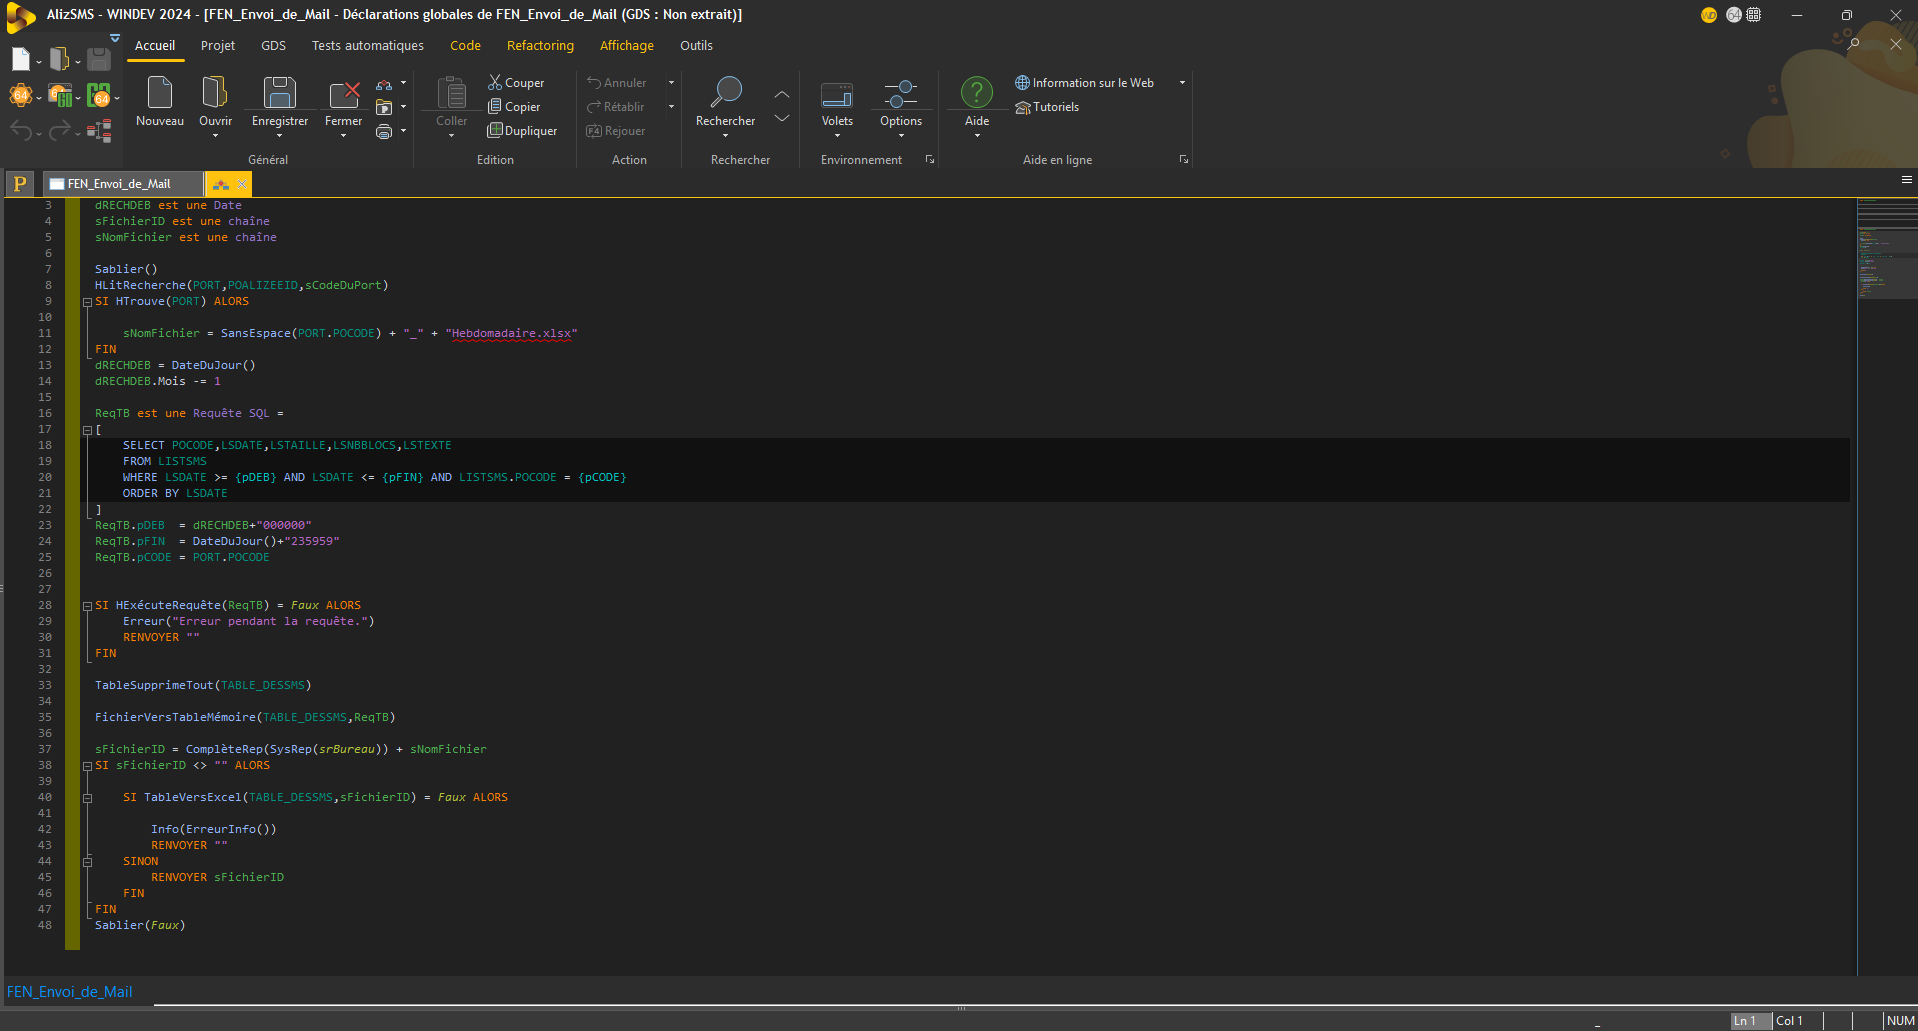 AlizSMS - WINDEV 2024 - [FEN_Envoi_de_Mail - Déclarations globales de FEN_Envoi_de_Mail (GDS : Non extrait)]
WD 64
Accueil Projet GDS Tests automatiques Code Refactoring Affichage Outils
64 GO 64
Nouveau Ouvrir Enregistrer Fermer
Général
Coller Couper
Copier
Dupliquer
Edition
Annuler
Rétablir
F4 Rejouer
Action
Rechercher
Rechercher
Volets Options
Environnement
Aide Information sur le Web
Tutoriels
Aide en ligne
P FEN_Envoi_de_Mail
3 dRECHDEB est une Date
4 sFichierID est une chaîne
5 sNomFichier est une chaîne
6
7 Sablier()
8 HLitRecherche(PORT,POALIZEEID,sCodeDuPort)
9 SI HTrouve(PORT) ALORS
10
11 sNomFichier = SansEspace(PORT.POCODE) + "_" + "Hebdomadaire.xlsx"
12 FIN
13 dRECHDEB = DateDuJour()
14 dRECHDEB.Mois -= 1
15
16 ReqTB est une Requête SQL =
17 [
18 SELECT POCODE,LSDATE,LSTAILLE,LSNBBLOCS,LSTEXTE
19 FROM LISTSMS
20 WHERE LSDATE >= {pDEB} AND LSDATE <= {pFIN} AND LISTSMS.POCODE = {pCODE}
21 ORDER BY LSDATE
22 ]
23 ReqTB.pDEB = dRECHDEB+"000000"
24 ReqTB.pFIN = DateDuJour()+"235959"
25 ReqTB.pCODE = PORT.POCODE
26
27
28 SI HExécuteRequête(ReqTB) = Faux ALORS
29 Erreur("Erreur pendant la requête.")
30 RENVOYER ""
31 FIN
32
33 TableSupprimeTout(TABLE_DESSMS)
34
35 FichierVersTableMémoire(TABLE_DESSMS,ReqTB)
36
37 sFichierID = ComplèteRep(SysRep(srBureau)) + sNomFichier
38 SI sFichierID <> "" ALORS
39
40 SI TableVersExcel(TABLE_DESSMS,sFichierID) = Faux ALORS
41
42 Info(ErreurInfo())
43 RENVOYER ""
44 SINON
45 RENVOYER sFichierID
46 FIN
47 FIN
48 Sablier(Faux)
FEN_Envoi_de_Mail
Ln 1 Col 1 NUM